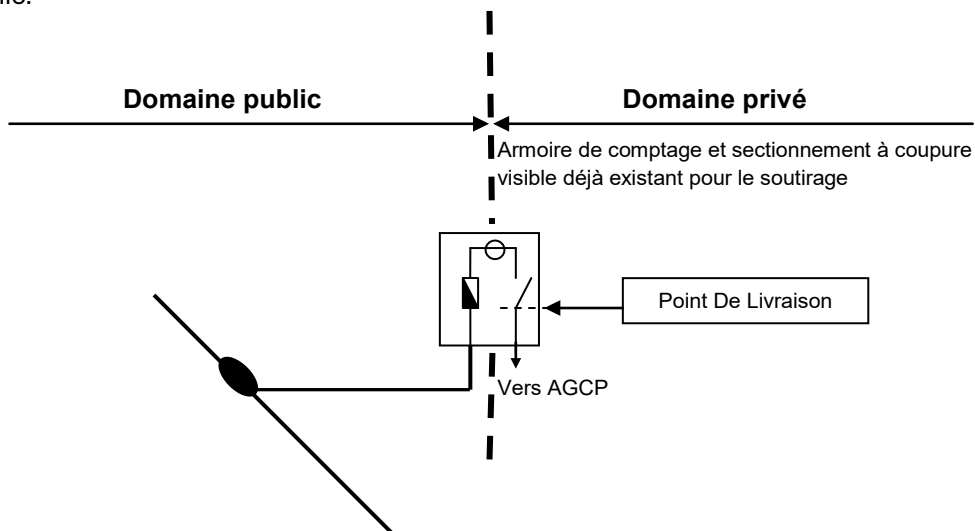 Domaine public
Domaine privé
Armoire de comptage et sectionnement à coupure
visible déjà existant pour le soutirage
Point De Livraison
Vers AGCP